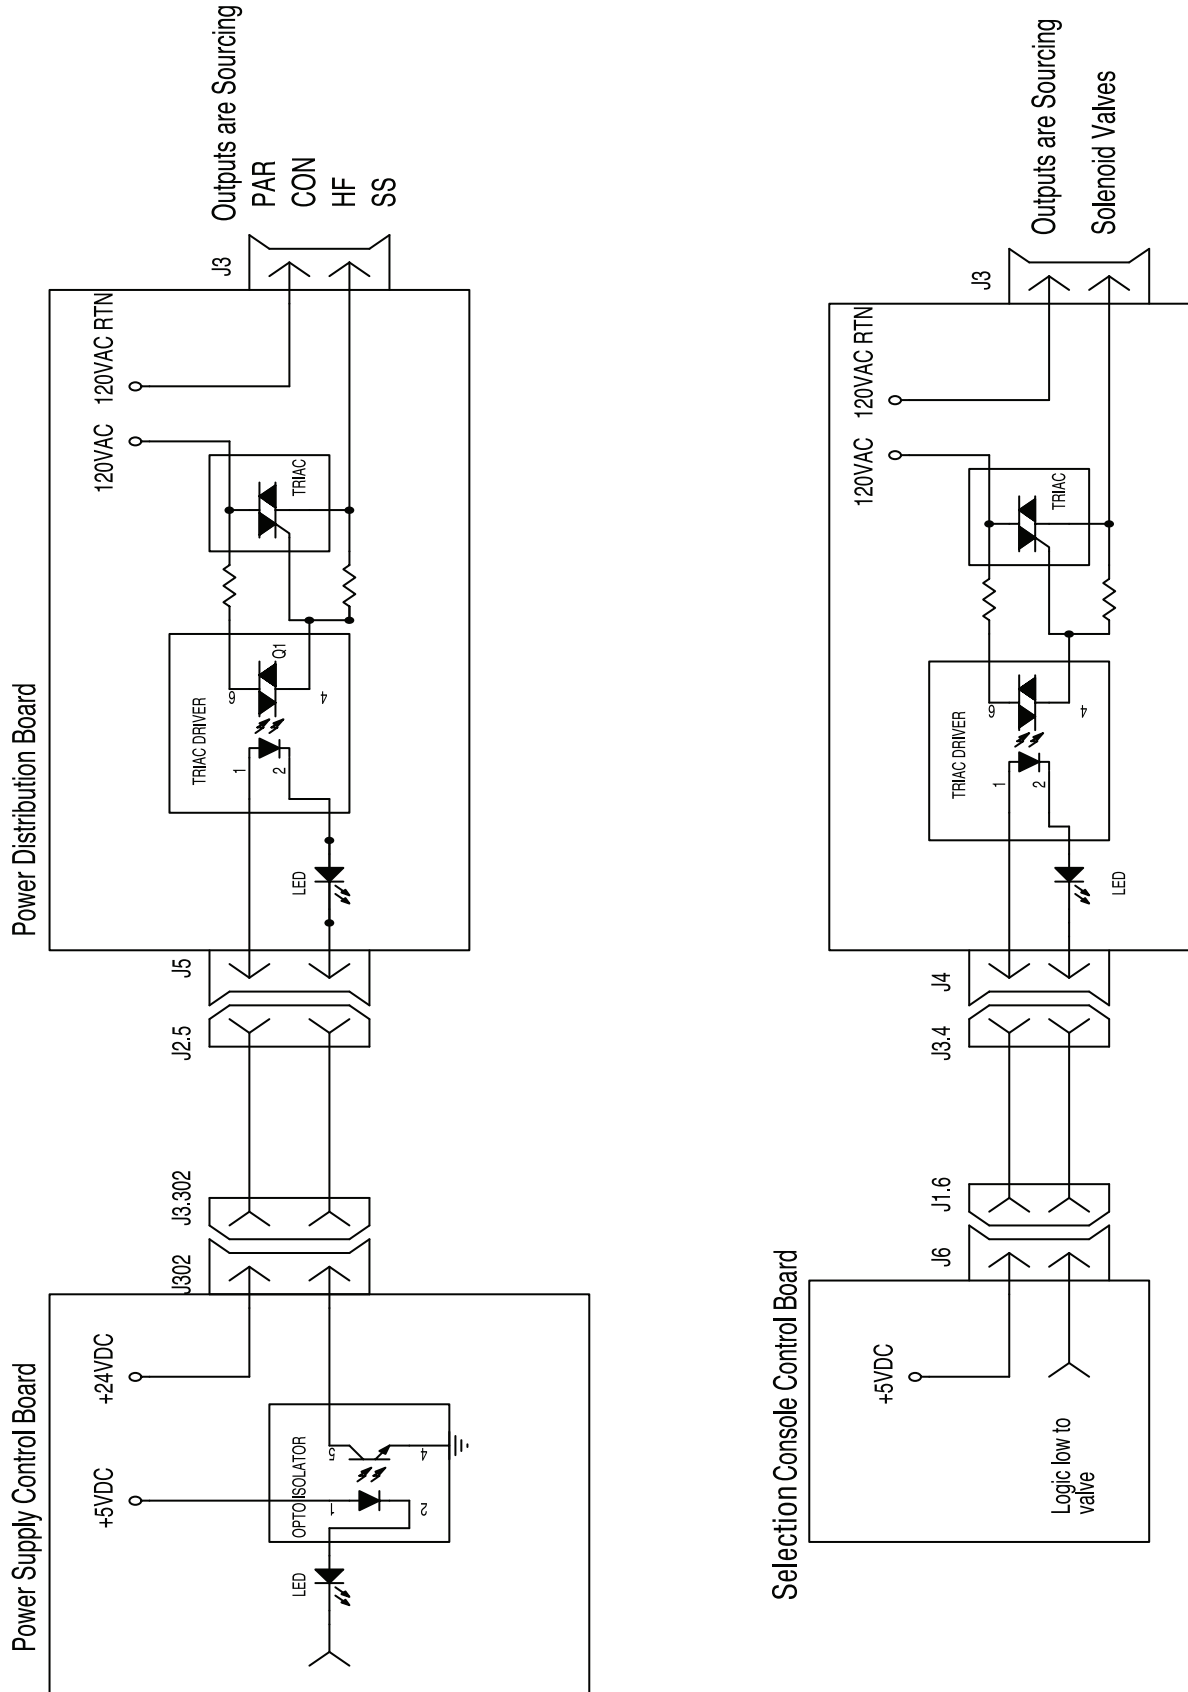 Power Supply Control Board
+5VDC
+24VDC
OPTO ISOLATOR
1
2
5
4
LED
J302
J3.302
J2.5
J5
Power Distribution Board
LED
TRIAC DRIVER
1
2
6
4
Q1
TRIAC
120VAC
120VAC RTN
J3
Outputs are Sourcing
PAR
CON
HF
SS
Selection Console Control Board
+5VDC
Logic low to
valve
J6
J1.6
J3.4
J4
LED
TRIAC DRIVER
1
2
6
4
TRIAC
120VAC
120VAC RTN
J3
Outputs are Sourcing
Solenoid Valves